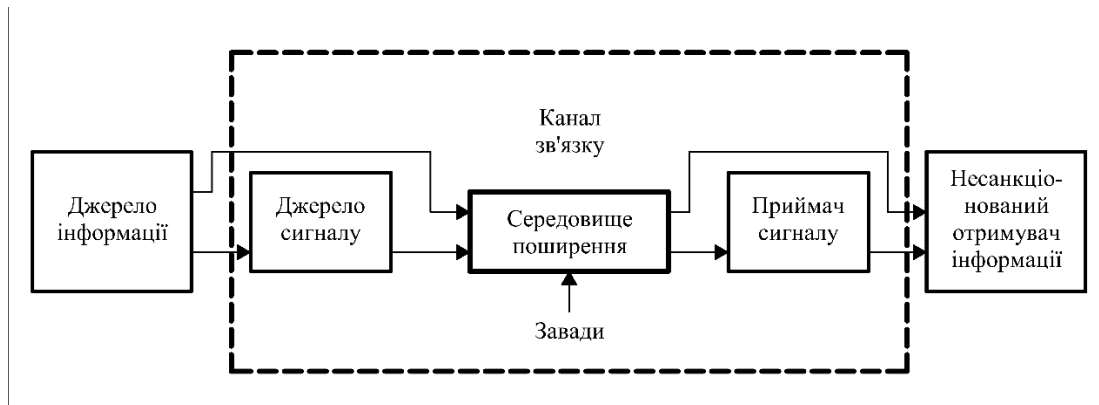 Канал
зв'язку
Джерело
інформації
Джерело
сигналу
Середовище
поширення
Приймач
сигналу
Несанкціо-
нований
отримувач
інформації
Завади